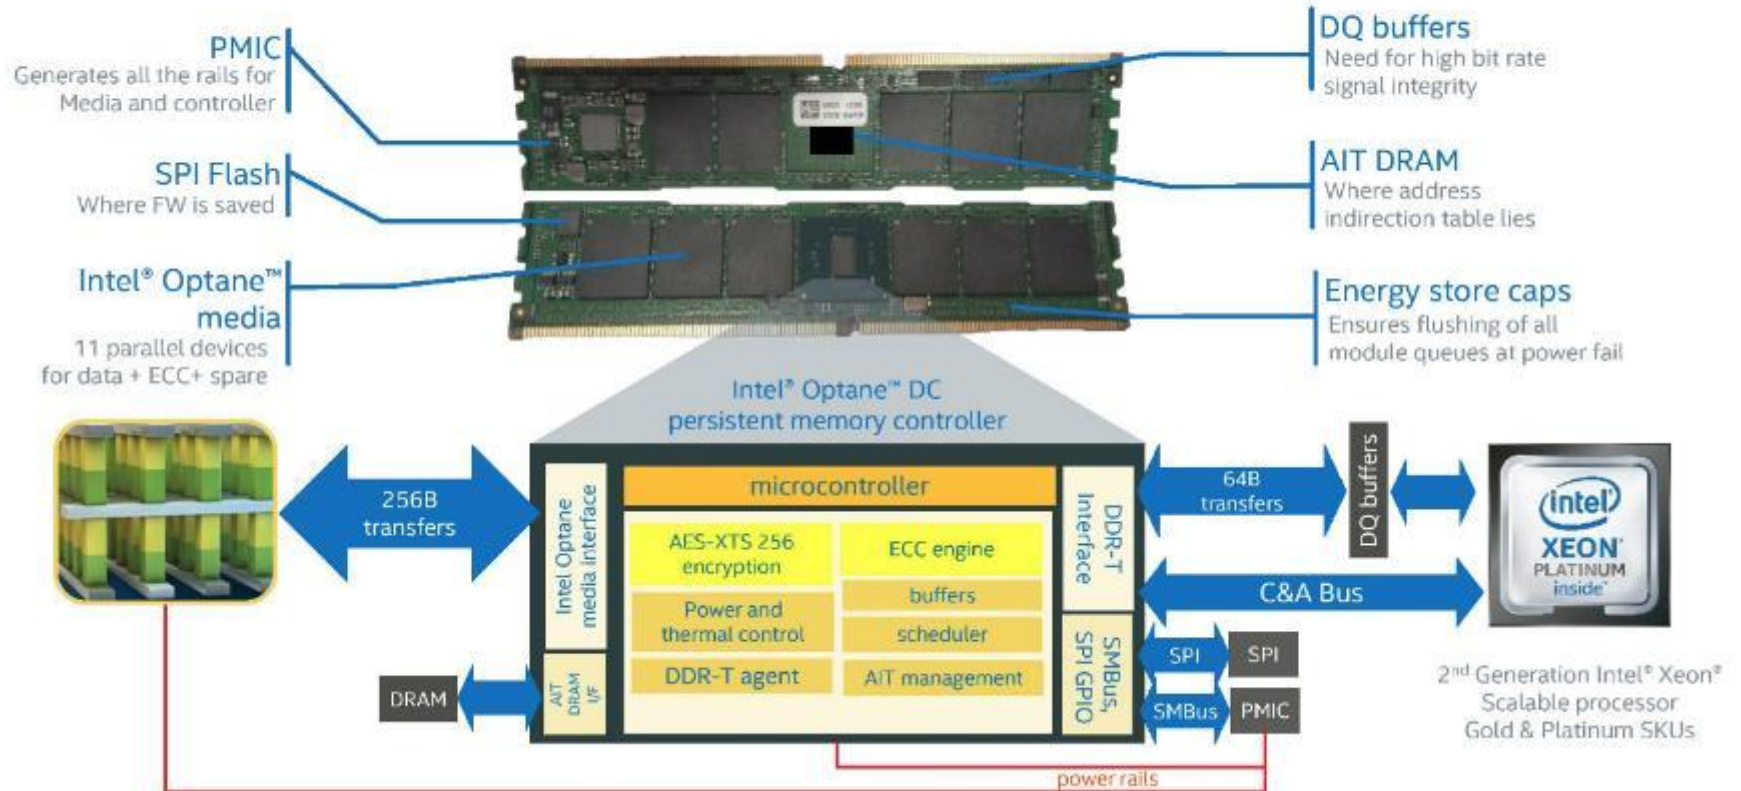 PMIC
Generates all the rails for
Media and controller
SPI Flash
Where FW is saved
Intel® Optane™
media
11 parallel devices
for data + ECC+ spare
DQ buffers
Need for high bit rate
signal integrity
AIT DRAM
Where address
indirection table lies
Energy store caps
Ensures flushing of all
module queues at power fail
Intel® Optane™ DC
persistent memory controller
256B
transfers
Intel Optane
media interface
microcontroller
AES-XTS 256
encryption
ECC engine
buffers
Power and
thermal control
scheduler
DDR-T agent
AIT management
DRAM
AIT
DRAM
I/F
DDR-T
Interface
SMBus,
SPI GPIO
64B
transfers
DQ buffers
C&A Bus
SPI
SPI
SMBus
PMIC
power rails
intel
XEON®
PLATINUM
inside™
2nd Generation Intel® Xeon®
Scalable processor
Gold & Platinum SKUs